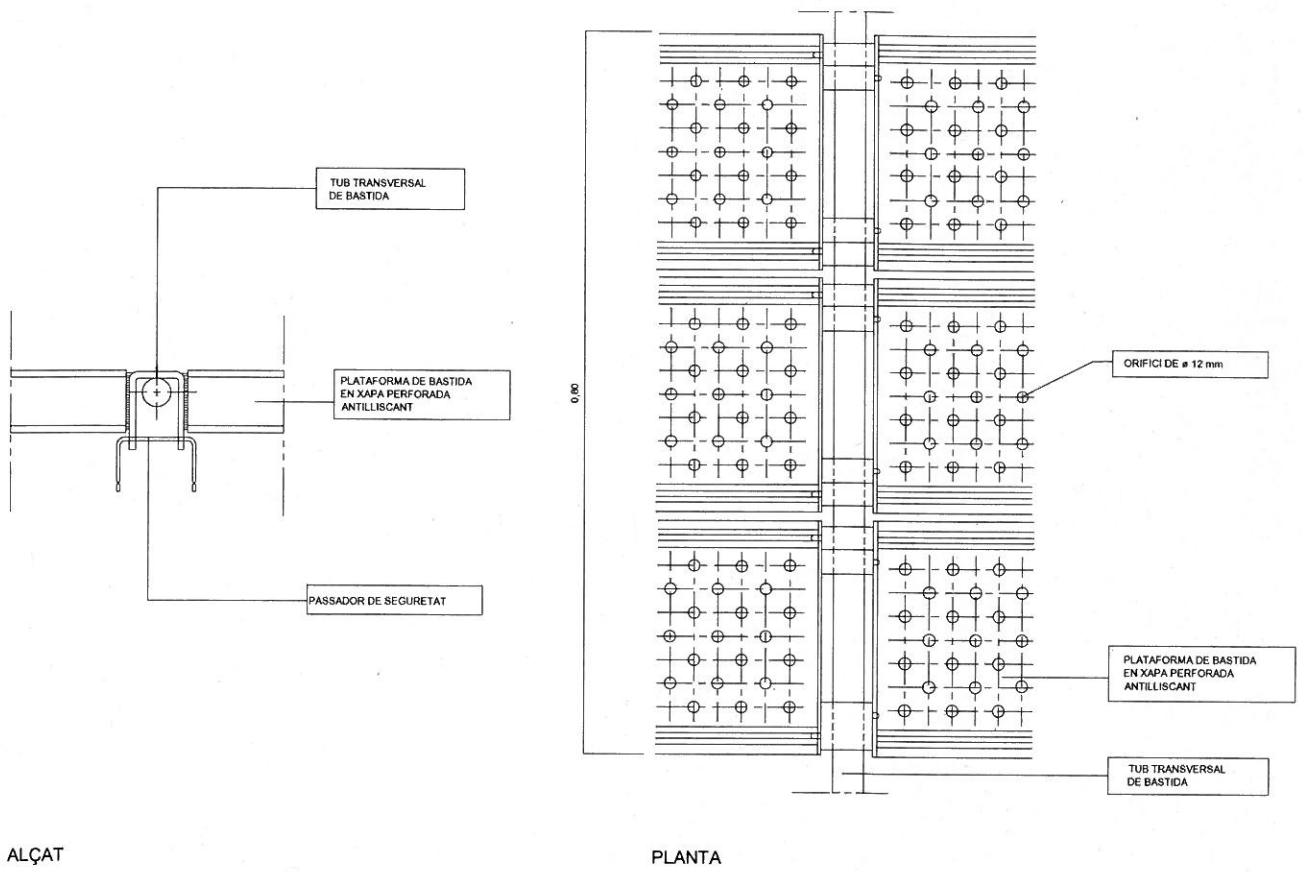 TUB TRANSVERSAL
DE BASTIDA
PLATAFORMA DE BASTIDA
EN XAPA PERFORADA
ANTILLISCANT
PASSADOR DE SEGURETAT
ALÇAT
0,80
ORIFICI DE ø 12 mm
PLATAFORMA DE BASTIDA
EN XAPA PERFORADA
ANTILLISCANT
TUB TRANSVERSAL
DE BASTIDA
PLANTA